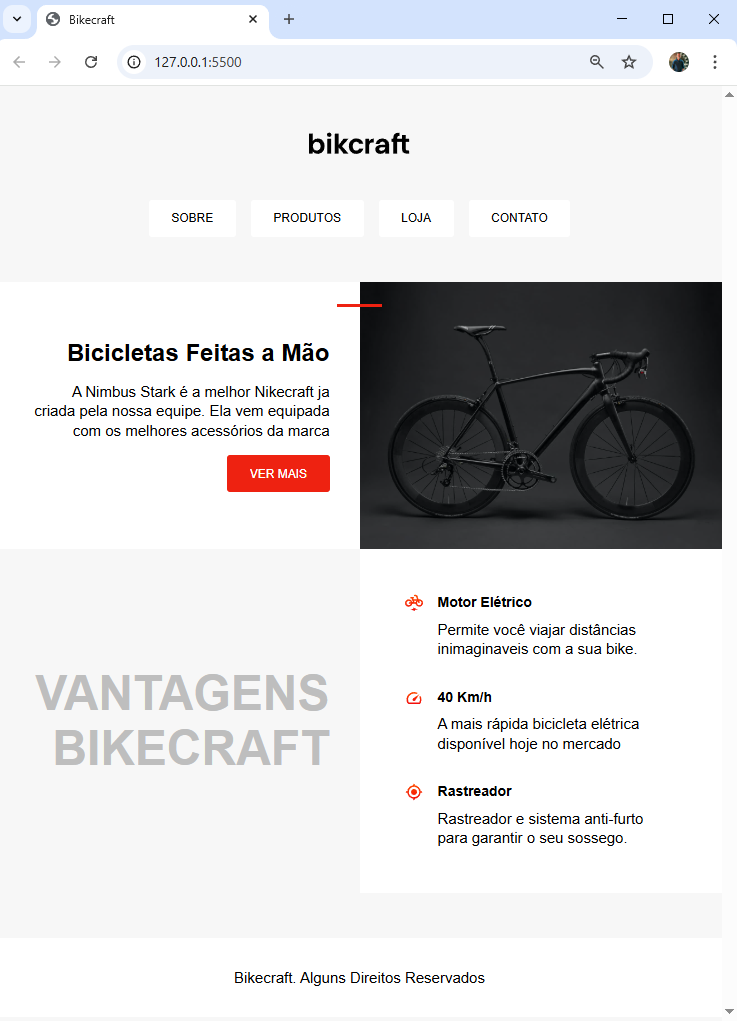 Bikecraft
127.0.0.1:5500
bikcraft
SOBRE
PRODUTOS
LOJA
CONTATO
Bicicletas Feitas a Mão
A Nimbus Stark é a melhor Nikecraft ja
criada pela nossa equipe. Ela vem equipada
com os melhores acessórios da marca
VER MAIS
VANTAGENS
BIKECRAFT
Motor Elétrico
Permite você viajar distâncias
inimaginaveis com a sua bike.
40 Km/h
A mais rápida bicicleta elétrica
disponível hoje no mercado
Rastreador
Rastreador e sistema anti-furto
para garantir o seu sossego.
Bikecraft. Alguns Direitos Reservados